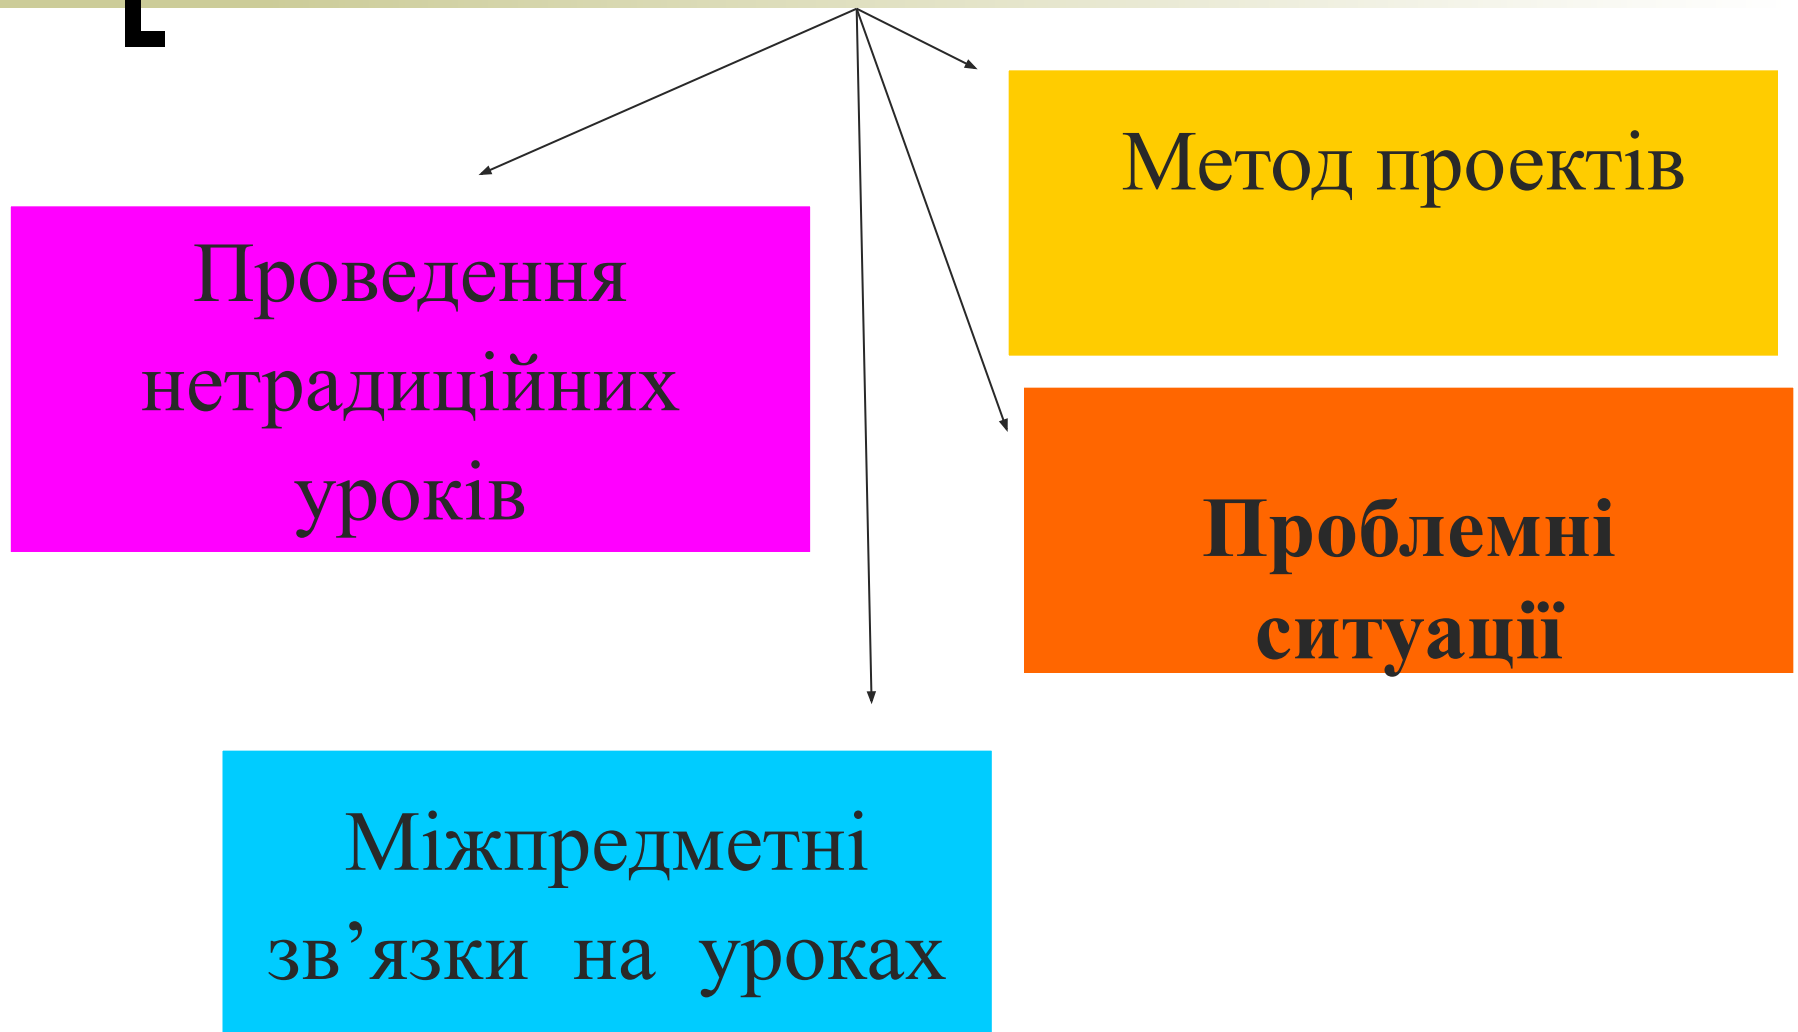 Метод проектів
Проведення
нетрадиційних
уроків
Проблемні
ситуації
Міжпредметні
зв’язки на уроках